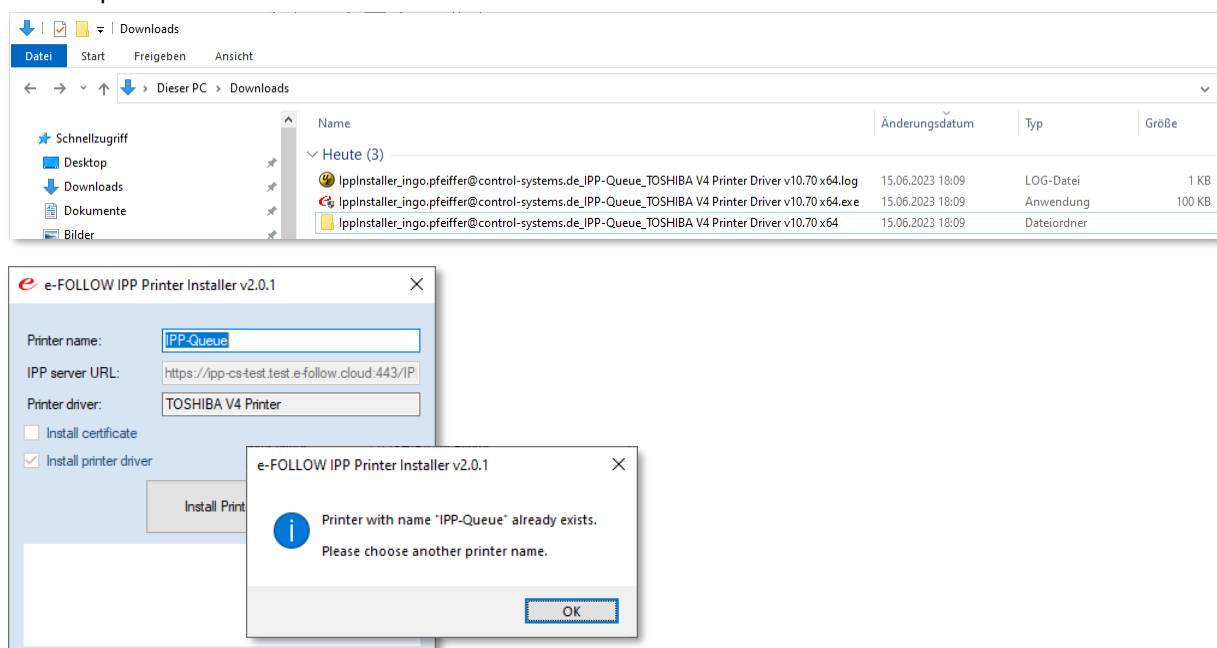 Downloads
Datei Start Freigeben Ansicht
Dieser PC > Downloads
Name Änderungsdatum Typ Größe
Schnellzugriff
Heute (3)
Desktop
Downloads
Dokumente
Bilder
IppInstaller_ingo.pfeiffer@control-systems.de_IPP-Queue_TOSHIBA V4 Printer Driver v10.70 x64.log 15.06.2023 18:09 LOG-Datei 1 KB
IppInstaller_ingo.pfeiffer@control-systems.de_IPP-Queue_TOSHIBA V4 Printer Driver v10.70 x64.exe 15.06.2023 18:09 Anwendung 100 KB
IppInstaller_ingo.pfeiffer@control-systems.de_IPP-Queue_TOSHIBA V4 Printer Driver v10.70 x64 15.06.2023 18:09 Dateiordner
e-FOLLOW IPP Printer Installer v2.0.1
Printer name: IPP-Queue
IPP server URL: https://ipp-cs-test.test.e-follow.cloud:443/IP
Printer driver: TOSHIBA V4 Printer
Install certificate
Install printer driver
Install Print
e-FOLLOW IPP Printer Installer v2.0.1
Printer with name "IPP-Queue" already exists.
Please choose another printer name.
OK